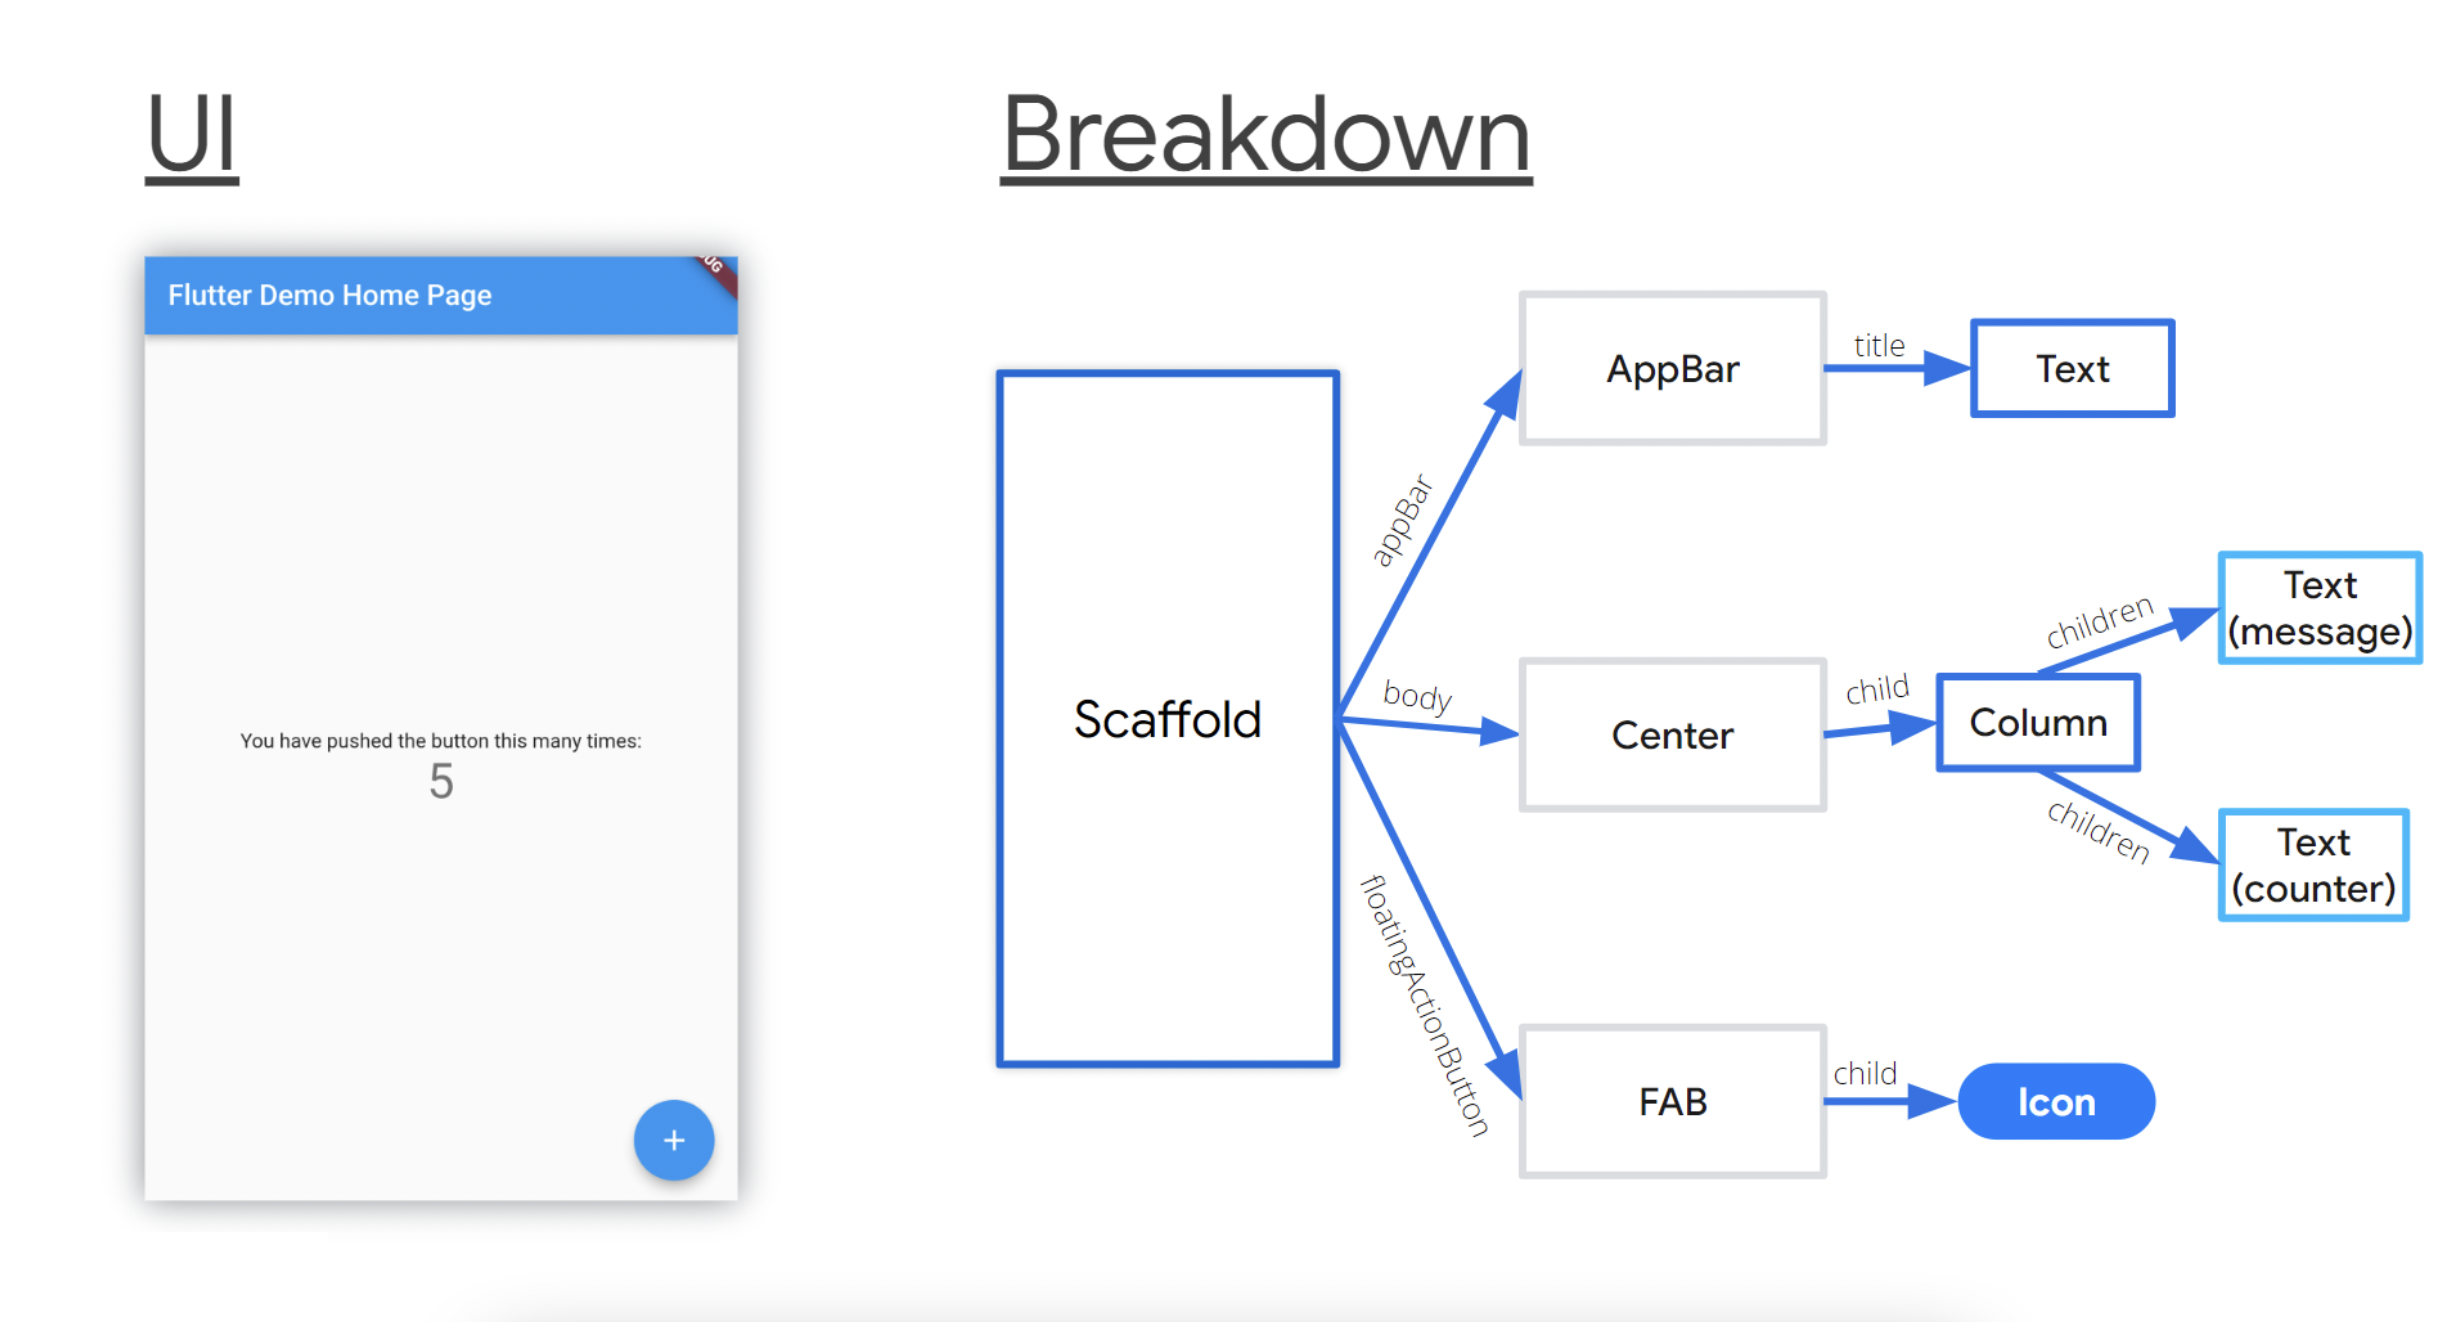 UI
Breakdown
Flutter Demo Home Page
UG
You have pushed the button this many times:
5
+
Scaffold
appBar
AppBar
title
Text
body
Center
child
Column
children
Text
(message)
children
Text
(counter)
floatingActionButton
FAB
child
Icon